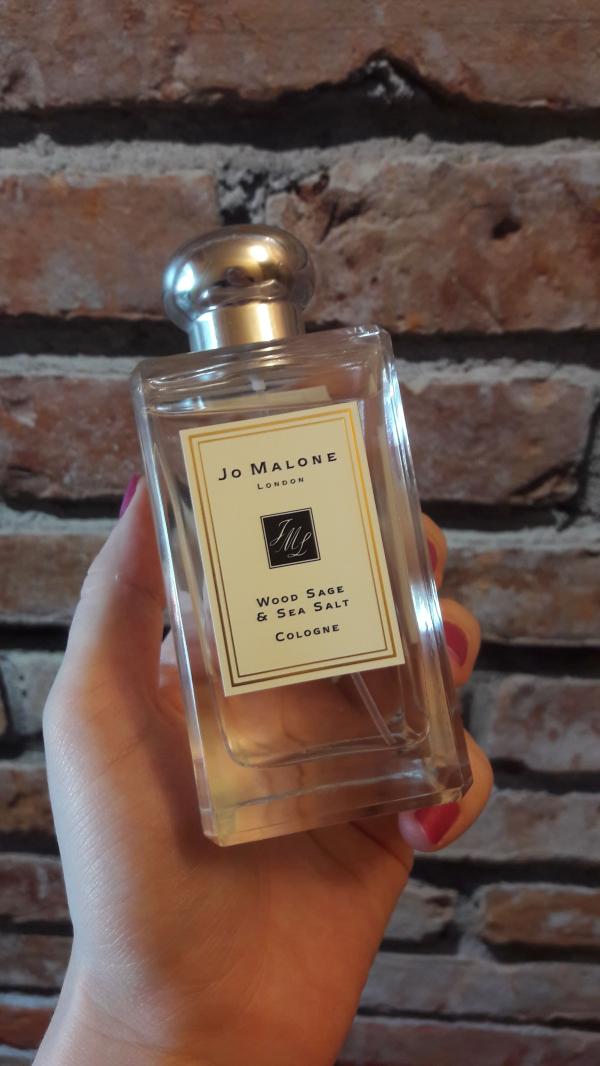 Jo Malone
London
JML
Wood Sage
& Sea Salt
Cologne